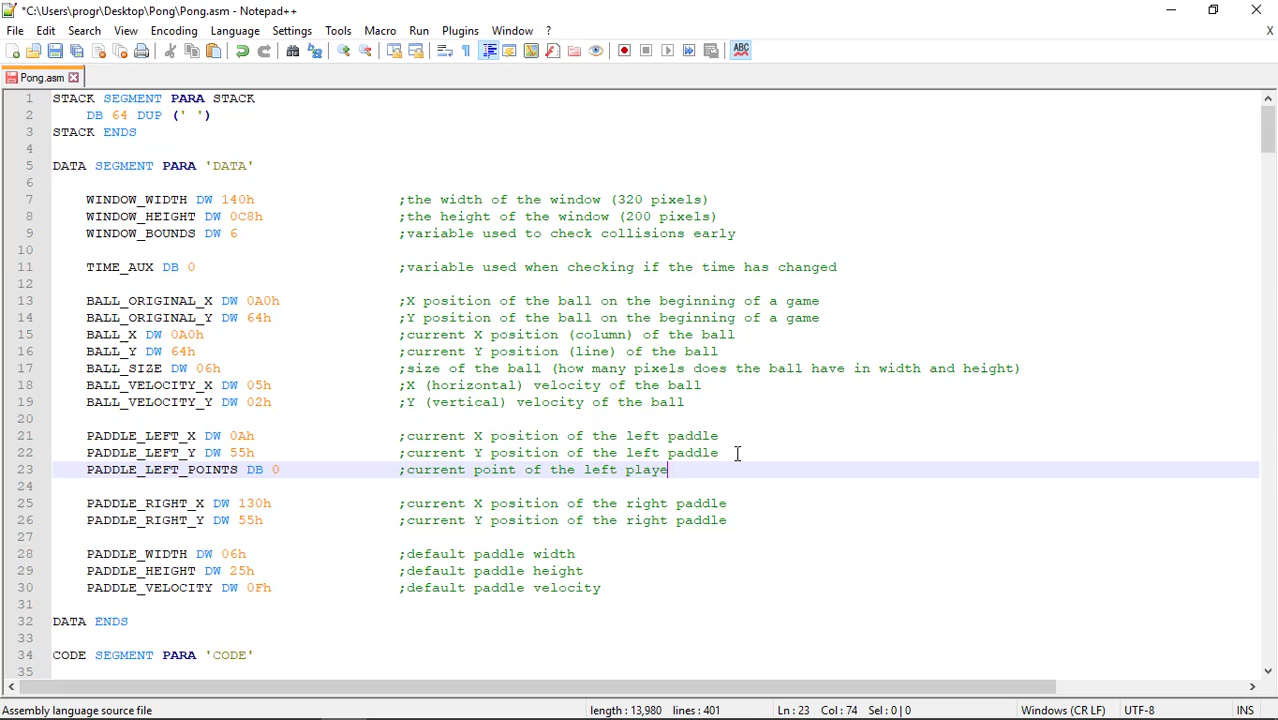 *C:\Users\progr\Desktop\Pong\Pong.asm - Notepad++
File Edit Search View Encoding Language Settings Tools Macro Run Plugins Window ? X
Pong.asm
1 STACK SEGMENT PARA STACK
2 DB 64 DUP (' ')
3 STACK ENDS
4
5 DATA SEGMENT PARA 'DATA'
6
7 WINDOW_WIDTH DW 140h ;the width of the window (320 pixels)
8 WINDOW_HEIGHT DW 0C8h ;the height of the window (200 pixels)
9 WINDOW_BOUNDS DW 6 ;variable used to check collisions early
10
11 TIME_AUX DB 0 ;variable used when checking if the time has changed
12
13 BALL_ORIGINAL_X DW 0A0h ;X position of the ball on the beginning of a game
14 BALL_ORIGINAL_Y DW 64h ;Y position of the ball on the beginning of a game
15 BALL_X DW 0A0h ;current X position (column) of the ball
16 BALL_Y DW 64h ;current Y position (line) of the ball
17 BALL_SIZE DW 06h ;size of the ball (how many pixels does the ball have in width and height)
18 BALL_VELOCITY_X DW 05h ;X (horizontal) velocity of the ball
19 BALL_VELOCITY_Y DW 02h ;Y (vertical) velocity of the ball
20
21 PADDLE_LEFT_X DW 0Ah ;current X position of the left paddle
22 PADDLE_LEFT_Y DW 55h ;current Y position of the left paddle
23 PADDLE_LEFT_POINTS DB 0 ;current point of the left playe
24
25 PADDLE_RIGHT_X DW 130h ;current X position of the right paddle
26 PADDLE_RIGHT_Y DW 55h ;current Y position of the right paddle
27
28 PADDLE_WIDTH DW 06h ;default paddle width
29 PADDLE_HEIGHT DW 25h ;default paddle height
30 PADDLE_VELOCITY DW 0Fh ;default paddle velocity
31
32 DATA ENDS
33
34 CODE SEGMENT PARA 'CODE'
35
Assembly language source file length : 13,980 lines : 401 Ln : 23 Col : 74 Sel : 0 | 0 Windows (CR LF) UTF-8 INS